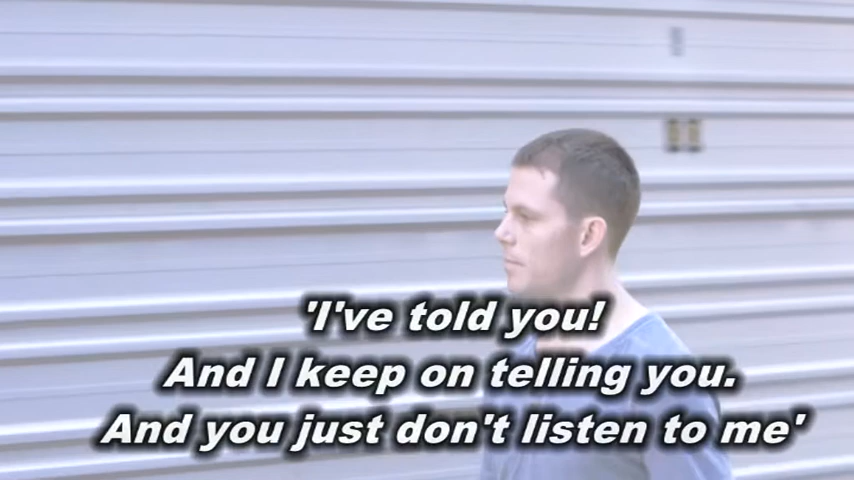 'I've told you!
And I keep on telling you.
And you just don't listen to me'